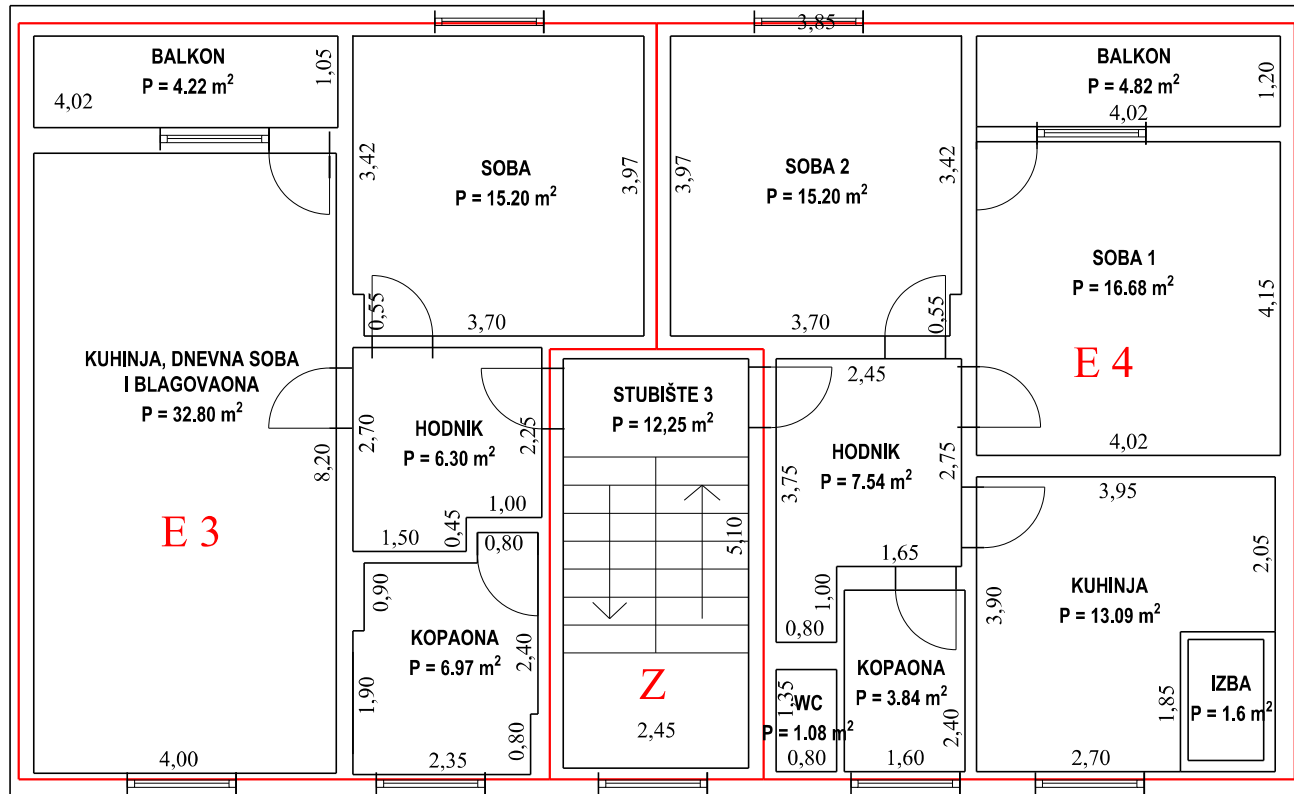 BALKON
P = 4.22 m²
1,05
4,02
3,42
SOBA
P = 15.20 m²
3,97
0,55
3,70
3,85
3,97
SOBA 2
P = 15.20 m²
3,42
3,70
0,55
BALKON
P = 4.82 m²
1,20
4,02
SOBA 1
P = 16.68 m²
4,15
E 4
4,02
KUHINJA, DNEVNA SOBA
I BLAGOVAONA
P = 32.80 m²
8,20
E 3
4,00
2,70
HODNIK
P = 6.30 m²
2,25
1,00
0,45
1,50
0,80
0,90
KOPAONA
P = 6.97 m²
2,40
1,90
0,80
2,35
STUBIŠTE 3
P = 12,25 m²
5,10
Z
2,45
2,45
HODNIK
P = 7.54 m²
2,75
3,75
1,65
1,00
0,80
1,35
WC
P = 1.08 m²
0,80
KOPAONA
P = 3.84 m²
2,40
1,60
3,95
2,05
3,90
KUHINJA
P = 13.09 m²
1,85
IZBA
P = 1.6 m²
2,70